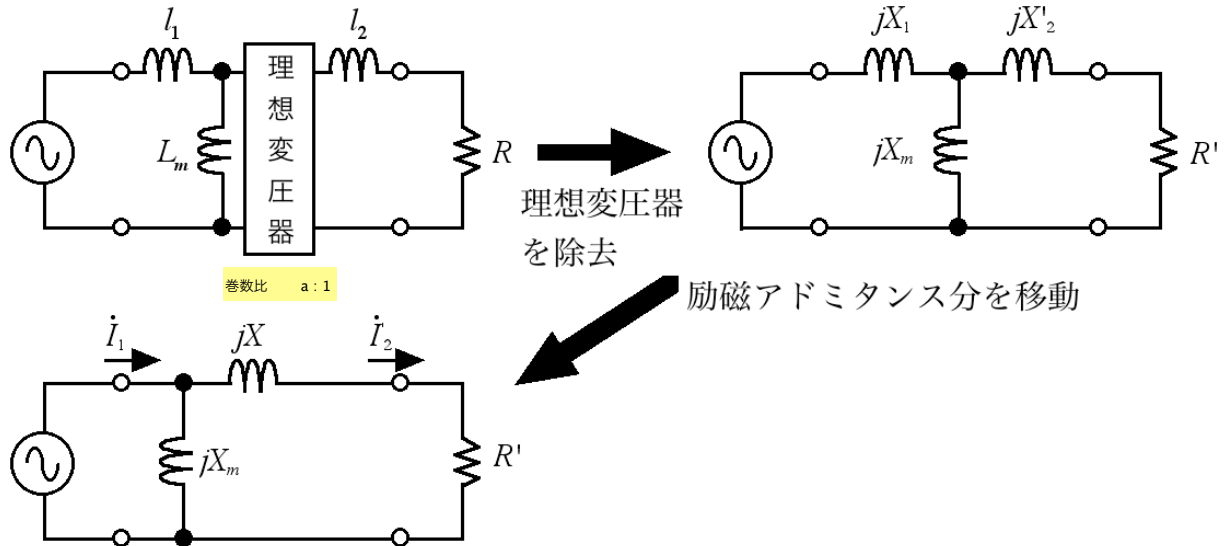 l₁
l₂
理想変圧器
Lₘ
R
巻数比 a : 1
理想変圧器
を除去
jX₁
jX'₂
jXₘ
R'
励磁アドミタンス分を移動
İ₁
jX
İ'₂
jXₘ
R'